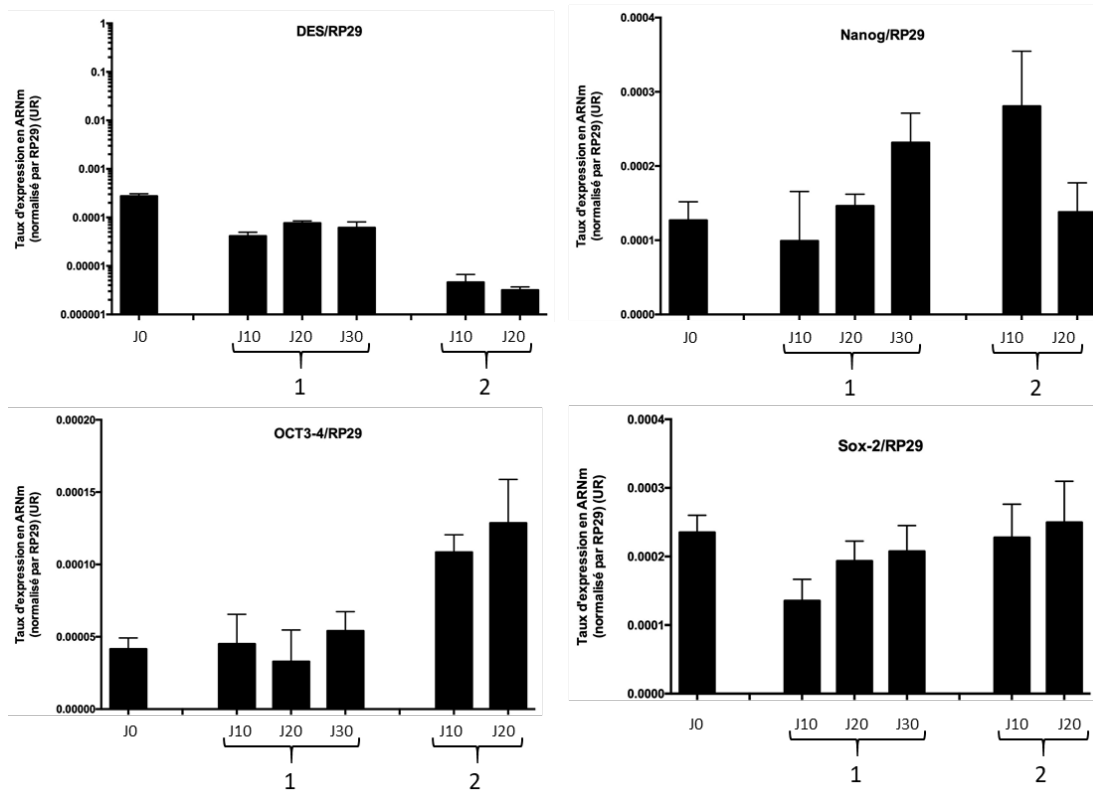 DES/RP29
Taux d'expression en ARNm
(normalisé par RP29) (UR)
1
0.1
0.01
0.001
0.0001
0.00001
0.000001
J0
J10 J20 J30
J10 J20
1
2
Nanog/RP29
Taux d'expression en ARNm
(normalisé par RP29) (UR)
0.0004
0.0003
0.0002
0.0001
0.0000
J0
J10 J20 J30
J10 J20
1
2
OCT3-4/RP29
Taux d'expression en ARNm
(normalisé par RP29) (UR)
0.00020
0.00015
0.00010
0.00005
0.00000
J0
J10 J20 J30
J10 J20
1
2
Sox-2/RP29
Taux d'expression en ARNm
(normalisé par RP29) (UR)
0.0004
0.0003
0.0002
0.0001
0.0000
J0
J10 J20 J30
J10 J20
1
2